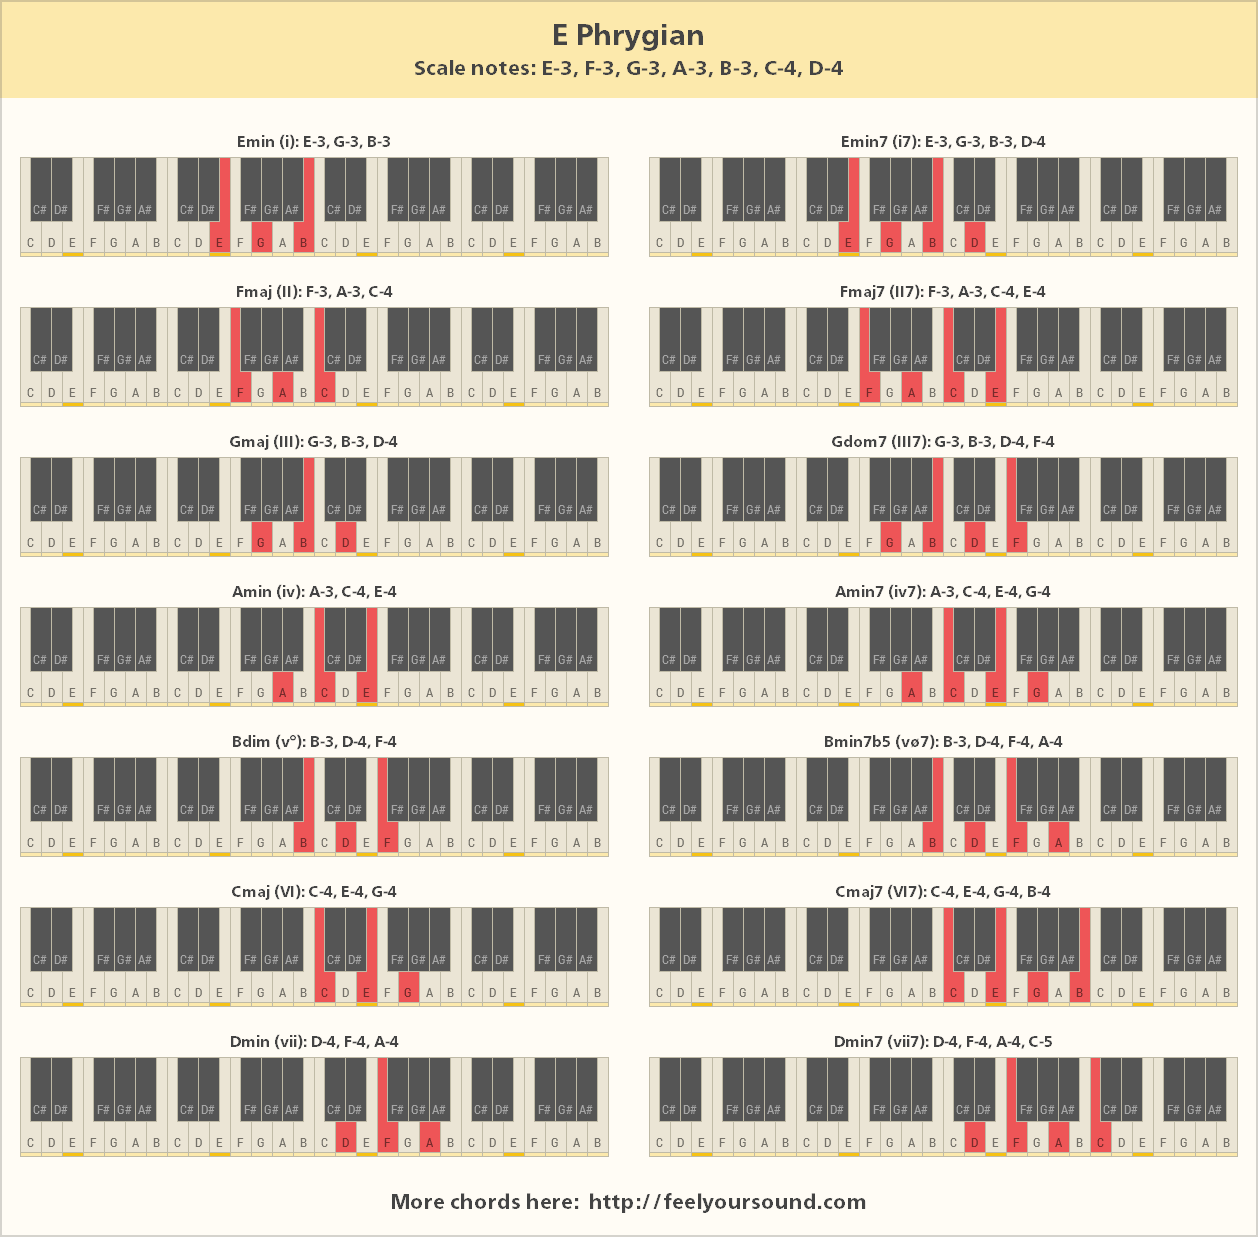 E Phrygian
Scale notes: E-3, F-3, G-3, A-3, B-3, C-4, D-4
Emin (i): E-3, G-3, B-3
C# D# F# G# A# C# D# F# G# A# C# D# F# G# A# C# D# F# G# A#
C D E F G A B C D E F G A B C D E F G A B C D E F G A B
Emin7 (i7): E-3, G-3, B-3, D-4
C# D# F# G# A# C# D# F# G# A# C# D# F# G# A# C# D# F# G# A#
C D E F G A B C D E F G A B C D E F G A B C D E F G A B
Fmaj (II): F-3, A-3, C-4
C# D# F# G# A# C# D# F# G# A# C# D# F# G# A# C# D# F# G# A#
C D E F G A B C D E F G A B C D E F G A B C D E F G A B
Fmaj7 (II7): F-3, A-3, C-4, E-4
C# D# F# G# A# C# D# F# G# A# C# D# F# G# A# C# D# F# G# A#
C D E F G A B C D E F G A B C D E F G A B C D E F G A B
Gmaj (III): G-3, B-3, D-4
C# D# F# G# A# C# D# F# G# A# C# D# F# G# A# C# D# F# G# A#
C D E F G A B C D E F G A B C D E F G A B C D E F G A B
Gdom7 (III7): G-3, B-3, D-4, F-4
C# D# F# G# A# C# D# F# G# A# C# D# F# G# A# C# D# F# G# A#
C D E F G A B C D E F G A B C D E F G A B C D E F G A B
Amin (iv): A-3, C-4, E-4
C# D# F# G# A# C# D# F# G# A# C# D# F# G# A# C# D# F# G# A#
C D E F G A B C D E F G A B C D E F G A B C D E F G A B
Amin7 (iv7): A-3, C-4, E-4, G-4
C# D# F# G# A# C# D# F# G# A# C# D# F# G# A# C# D# F# G# A#
C D E F G A B C D E F G A B C D E F G A B C D E F G A B
Bdim (v°): B-3, D-4, F-4
C# D# F# G# A# C# D# F# G# A# C# D# F# G# A# C# D# F# G# A#
C D E F G A B C D E F G A B C D E F G A B C D E F G A B
Bmin7b5 (vø7): B-3, D-4, F-4, A-4
C# D# F# G# A# C# D# F# G# A# C# D# F# G# A# C# D# F# G# A#
C D E F G A B C D E F G A B C D E F G A B C D E F G A B
Cmaj (VI): C-4, E-4, G-4
C# D# F# G# A# C# D# F# G# A# C# D# F# G# A# C# D# F# G# A#
C D E F G A B C D E F G A B C D E F G A B C D E F G A B
Cmaj7 (VI7): C-4, E-4, G-4, B-4
C# D# F# G# A# C# D# F# G# A# C# D# F# G# A# C# D# F# G# A#
C D E F G A B C D E F G A B C D E F G A B C D E F G A B
Dmin (vii): D-4, F-4, A-4
C# D# F# G# A# C# D# F# G# A# C# D# F# G# A# C# D# F# G# A#
C D E F G A B C D E F G A B C D E F G A B C D E F G A B
Dmin7 (vii7): D-4, F-4, A-4, C-5
C# D# F# G# A# C# D# F# G# A# C# D# F# G# A# C# D# F# G# A#
C D E F G A B C D E F G A B C D E F G A B C D E F G A B
More chords here: http://feelyoursound.com